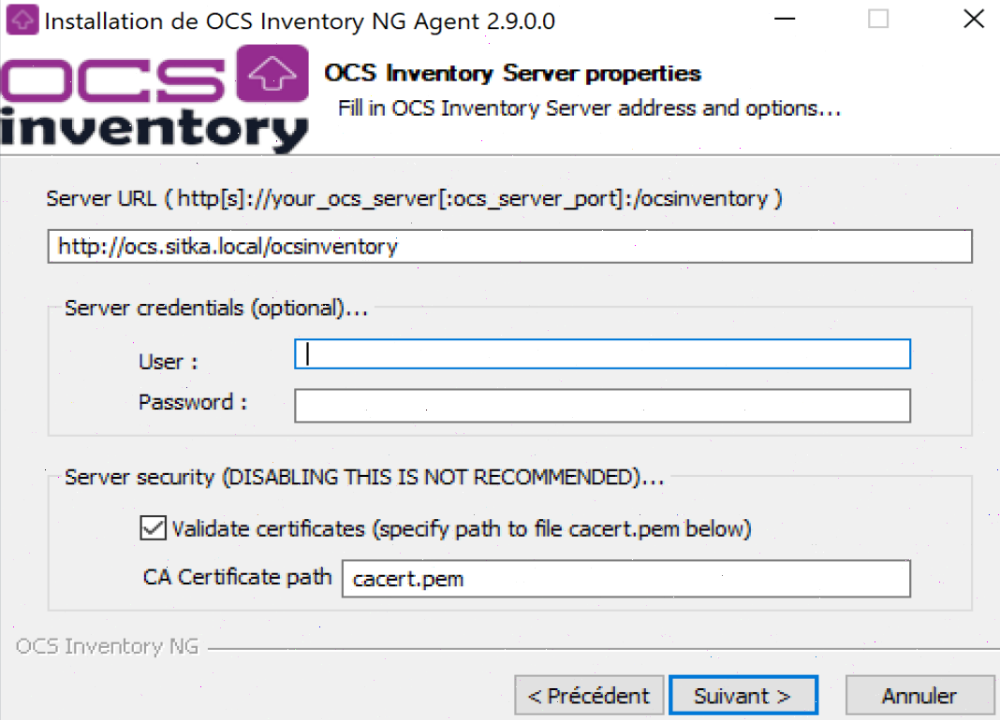 Installation de OCS Inventory NG Agent 2.9.0.0
OCS inventory
OCS Inventory Server properties
Fill in OCS Inventory Server address and options...
Server URL ( http[s]://your_ocs_server[:ocs_server_port]:/ocsinventory )
http://ocs.sitka.local/ocsinventory
Server credentials (optional)...
User :
Password :
Server security (DISABLING THIS IS NOT RECOMMENDED)...
Validate certificates (specify path to file cacert.pem below)
CA Certificate path cacert.pem
OCS Inventory NG
< Précédent Suivant > Annuler